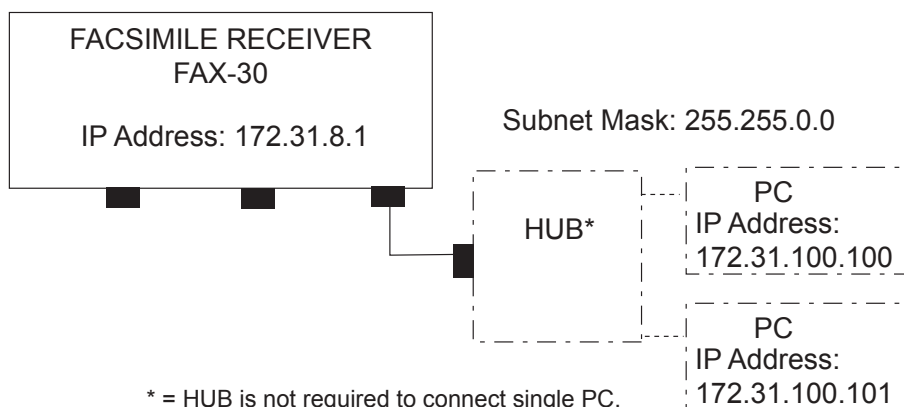 FACSIMILE RECEIVER
FAX-30
IP Address: 172.31.8.1
Subnet Mask: 255.255.0.0
HUB*
PC
IP Address:
172.31.100.100
PC
IP Address:
172.31.100.101
* = HUB is not required to connect single PC.